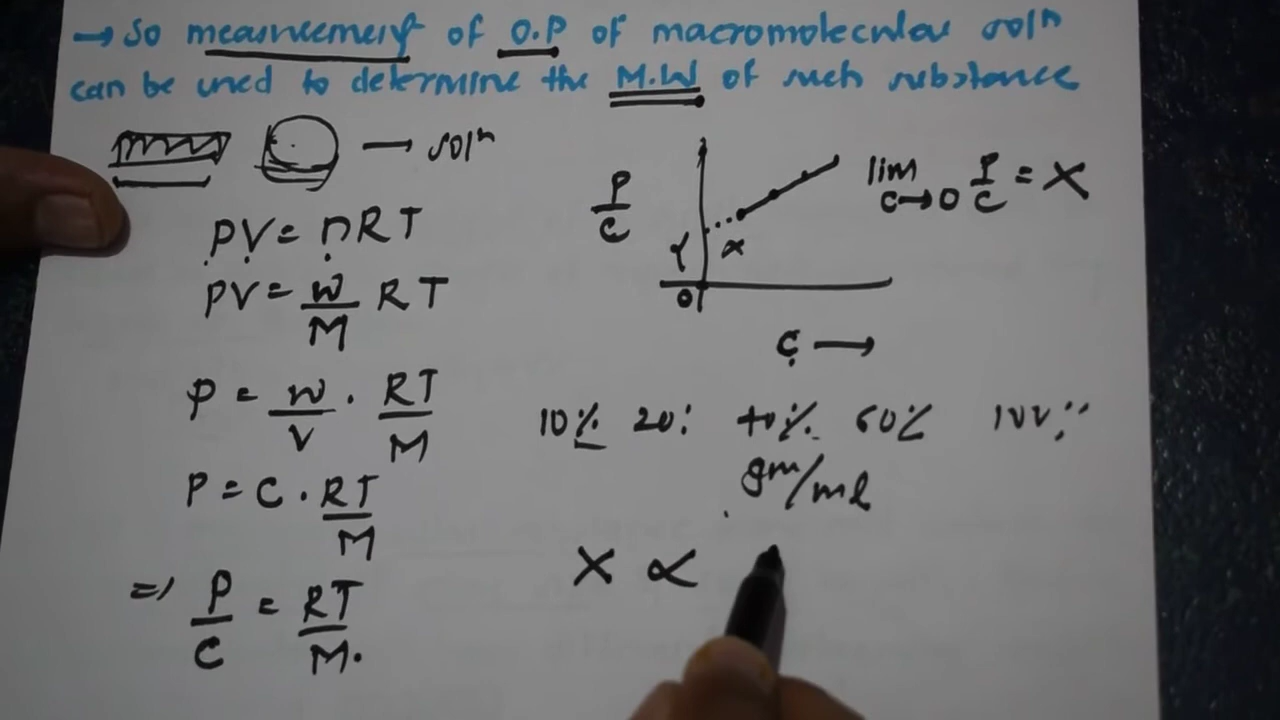 → So measurement of O.P of macromolecular solⁿ
can be used to determine the M.W of such substance
→ solⁿ
PV = nRT
PV = W/M RT
P = W/V . RT/M
P = C . RT/M
=> P/C = RT/M.
P/C
lim C→0 P/C = X
α
0
C →
10% 20% 40% 60% 100%
gm/ml
X ∝